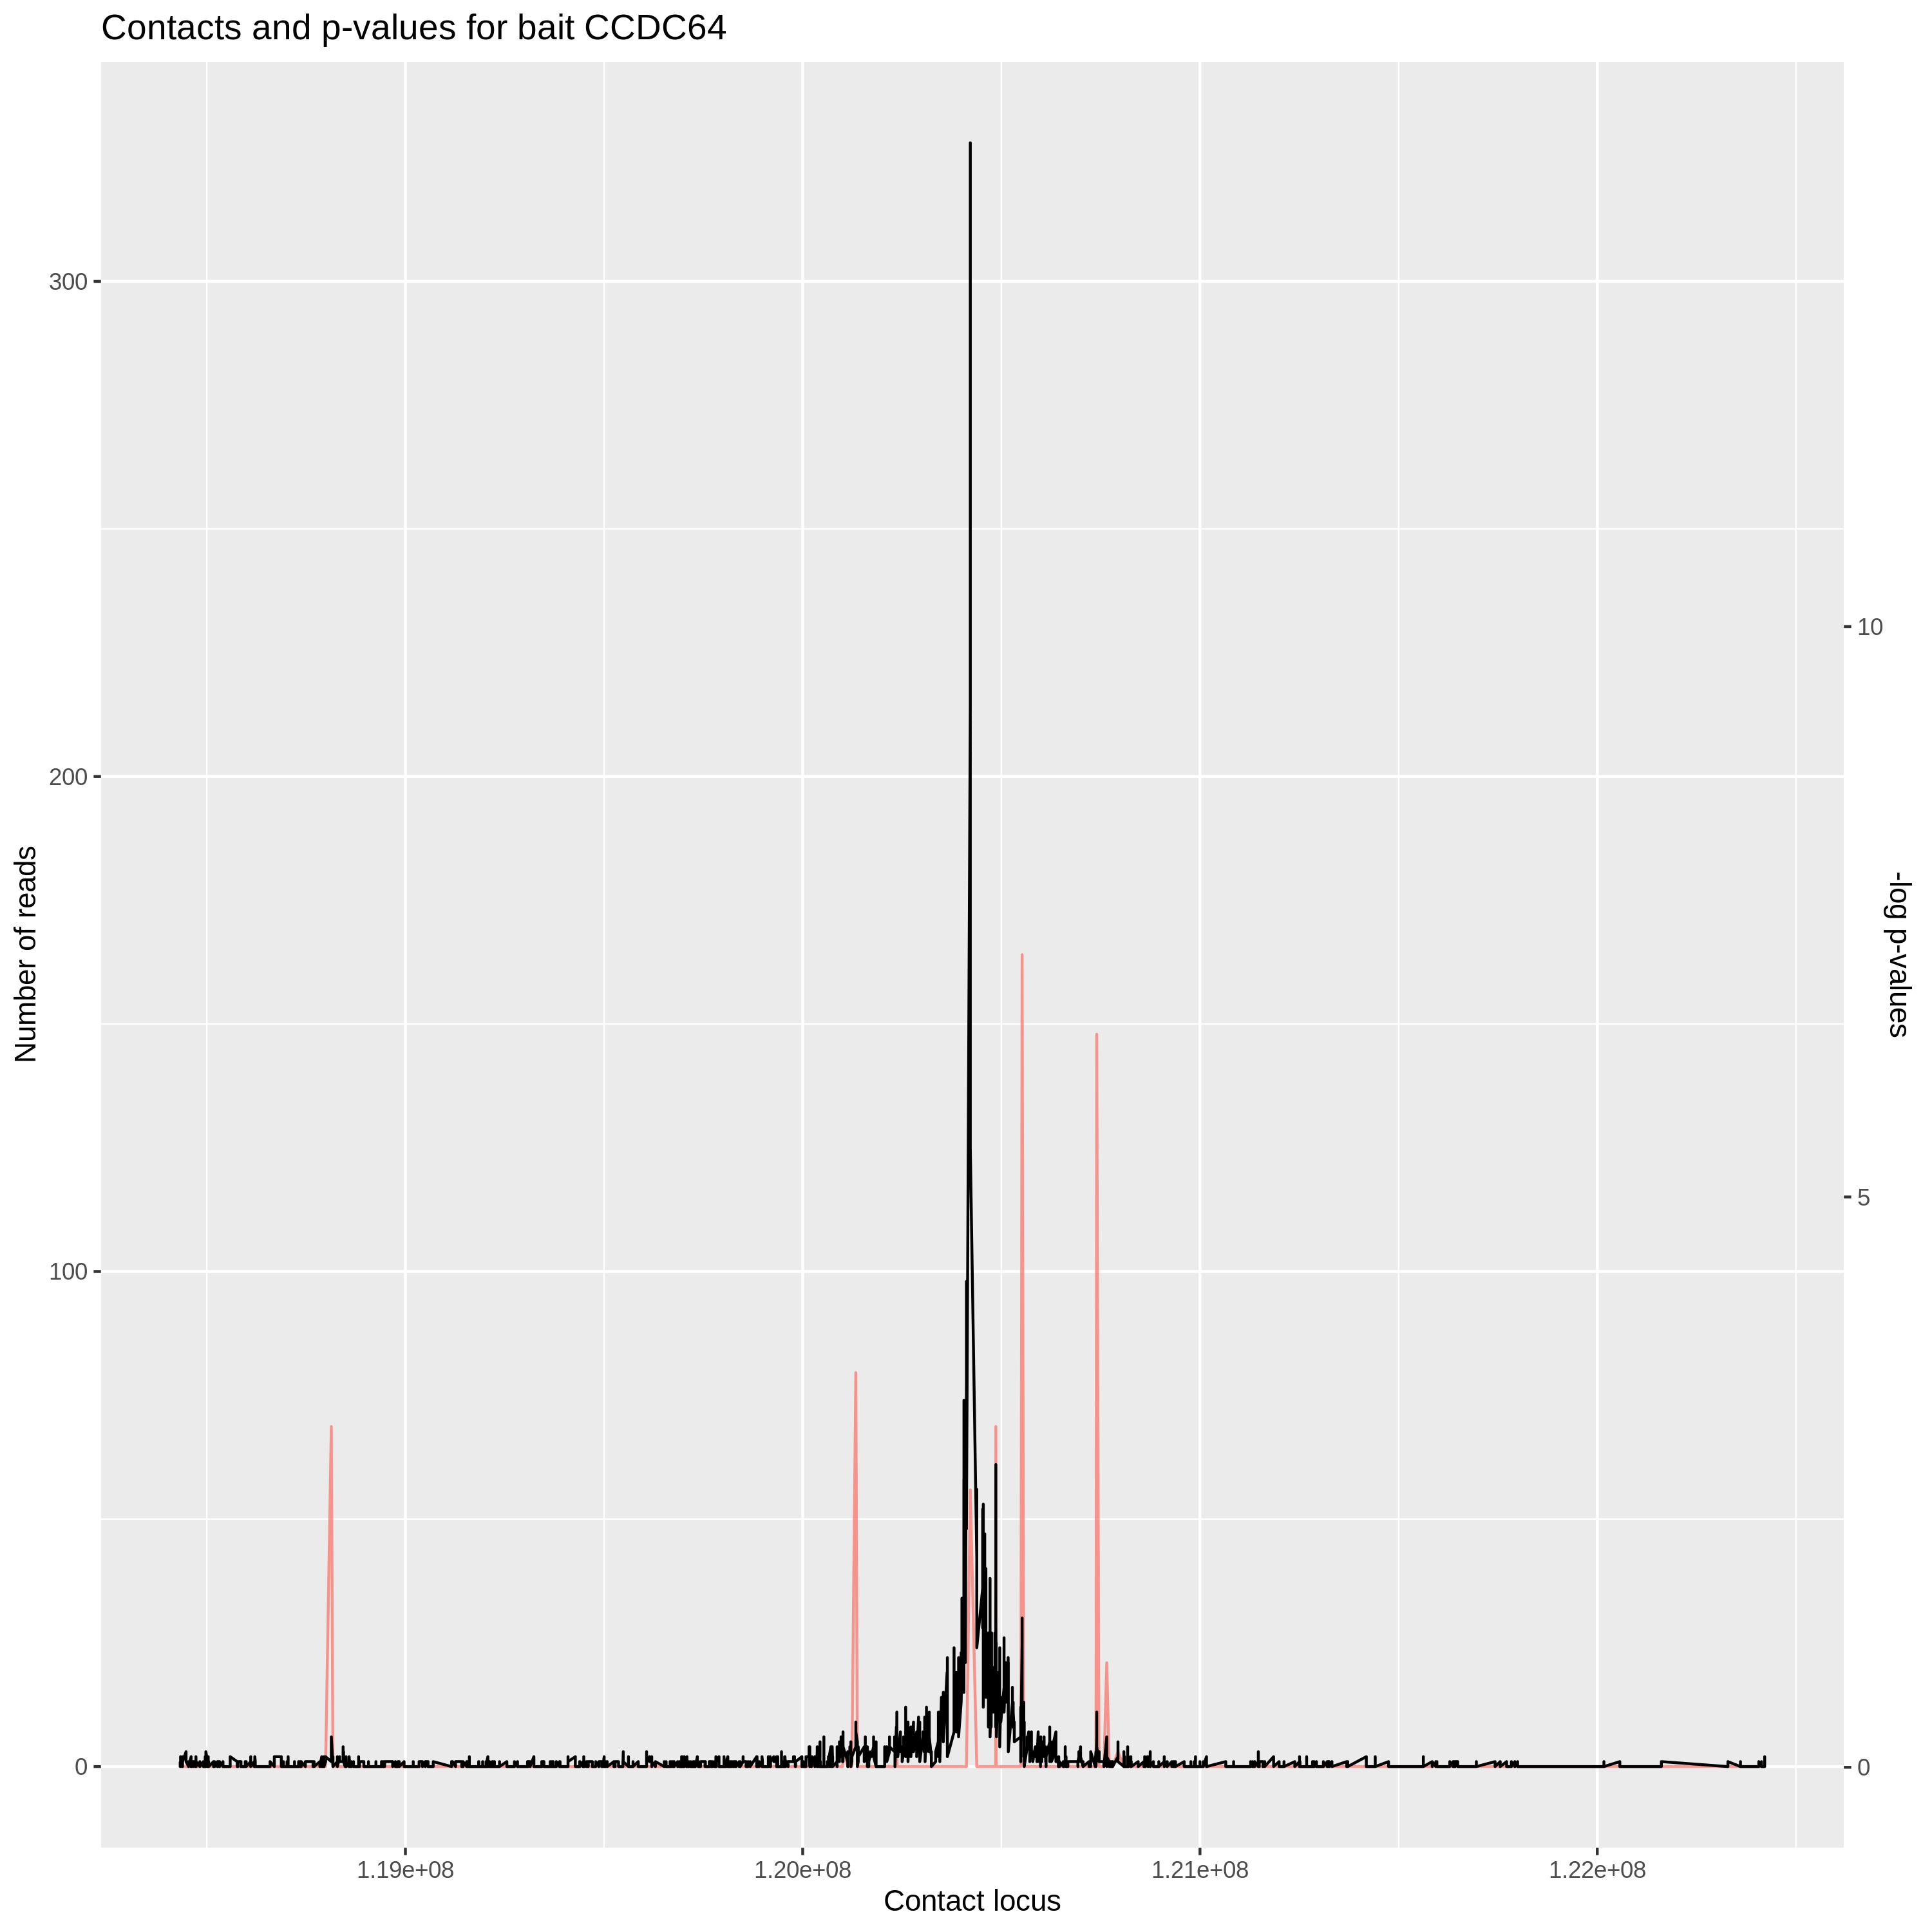 Contacts and p-values for bait CCDC64
300
200
100
0
10
5
0
Number of reads
-log p-values
1.19e+08
1.20e+08
1.21e+08
1.22e+08
Contact locus